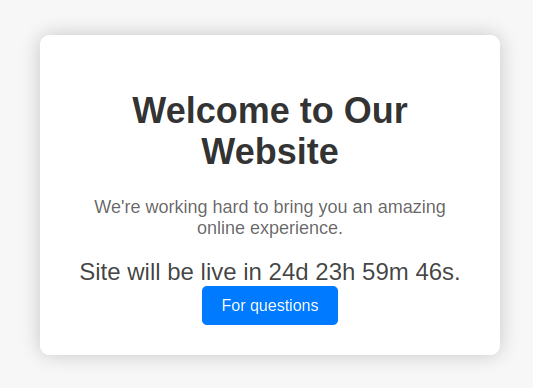 Welcome to Our
Website
We're working hard to bring you an amazing
online experience.
Site will be live in 24d 23h 59m 46s.
For questions